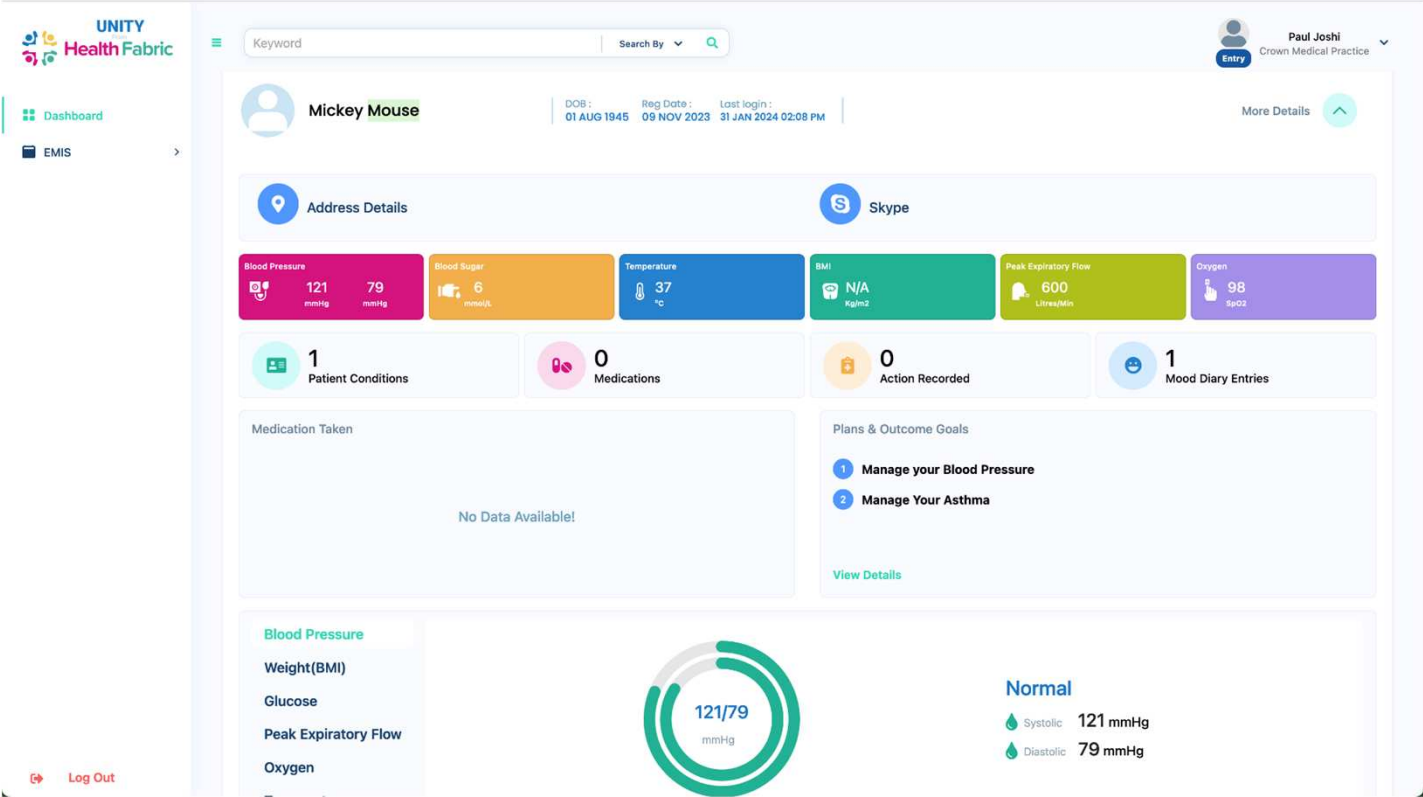 UNITY
Health Fabric
Keyword
Search By
Paul Joshi
Crown Medical Practice
Entry
Dashboard
EMIS
Log Out
Mickey Mouse
DOB :
01 AUG 1945
Reg Date :
09 NOV 2023
Last login :
31 JAN 2024 02:08 PM
More Details
Address Details
Skype
Blood Pressure
121 79
mmHg mmHg
Blood Sugar
6
mmol/L
Temperature
37
°C
BMI
N/A
Kg/m2
Peak Expiratory Flow
600
Litres/Min
Oxygen
98
SpO2
1
Patient Conditions
0
Medications
0
Action Recorded
1
Mood Diary Entries
Medication Taken
No Data Available!
Plans & Outcome Goals
1 Manage your Blood Pressure
2 Manage Your Asthma
View Details
Blood Pressure
Weight(BMI)
Glucose
Peak Expiratory Flow
Oxygen
121/79
mmHg
Normal
Systolic 121 mmHg
Diastolic 79 mmHg